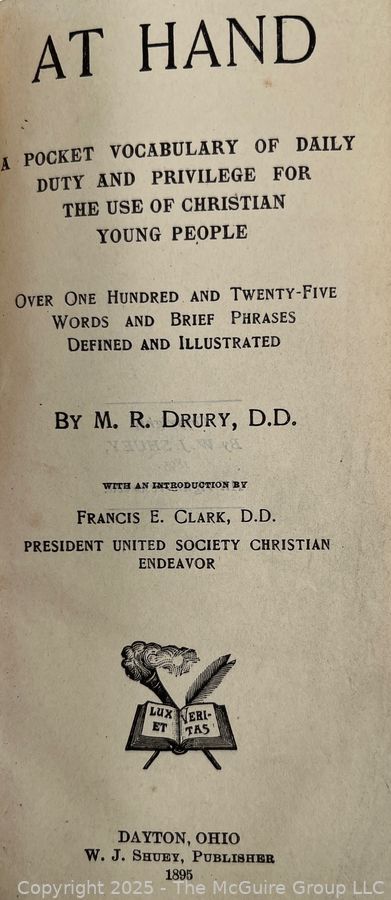 AT HAND
A POCKET VOCABULARY OF DAILY
DUTY AND PRIVILEGE FOR
THE USE OF CHRISTIAN
YOUNG PEOPLE
OVER ONE HUNDRED AND TWENTY-FIVE
WORDS AND BRIEF PHRASES
DEFINED AND ILLUSTRATED
BY M. R. DRURY, D.D.
By W. J. SHUEY,
WITH AN INTRODUCTION BY
FRANCIS E. CLARK, D.D.
PRESIDENT UNITED SOCIETY CHRISTIAN
ENDEAVOR
LUX VERI-
ET TAS
DAYTON, OHIO
W. J. SHUEY, PUBLISHER
1895
Copyright 2025 - The McGuire Group LLC